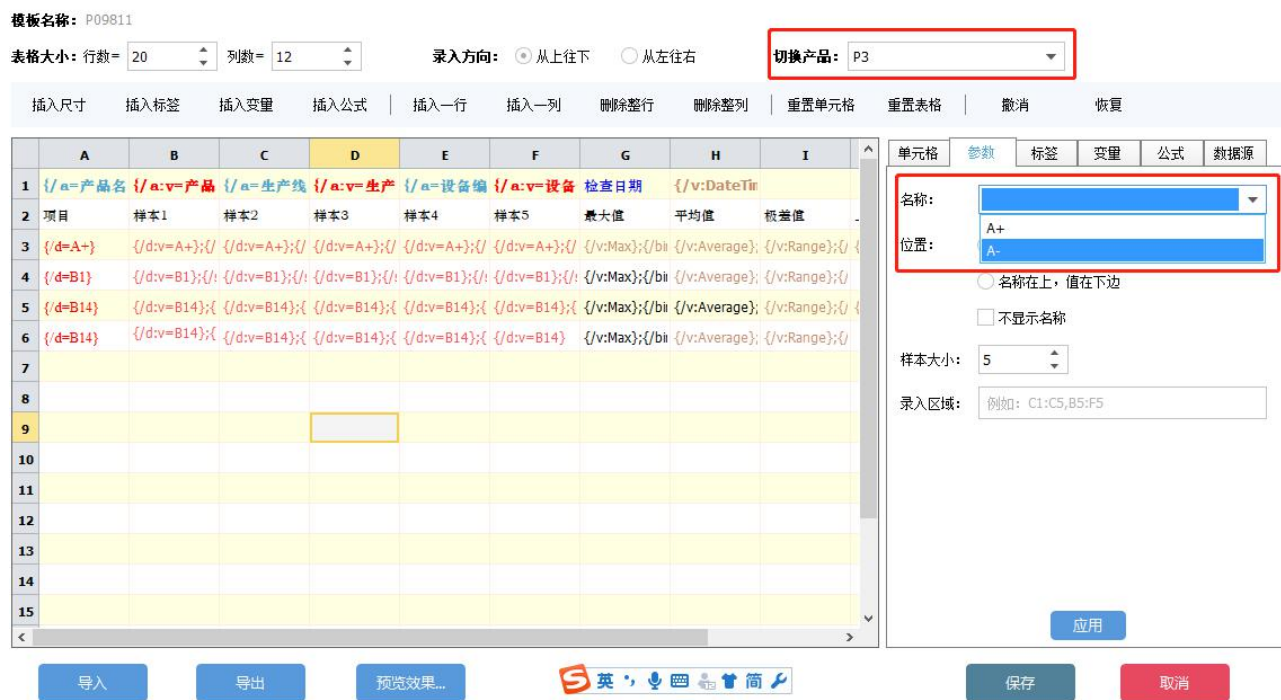 模板名称： P09811
表格大小： 行数= 20 列数= 12 录入方向： 从上往下 从左往右 切换产品： P3
插入尺寸 插入标签 插入变量 插入公式 插入一行 插入一列 删除整行 删除整列 重置单元格 重置表格 撤消 恢复
A B C D E F G H I
1 {/a=产品名 {/a:v=产品 {/a=生产线 {/a:v=生产 {/a=设备编 {/a:v=设备 检查日期 {/v:DateTin
2 项目 样本1 样本2 样本3 样本4 样本5 最大值 平均值 极差值
3 {/d=A+} {/d:v=A+};{/ {/d:v=A+};{/ {/d:v=A+};{/ {/d:v=A+};{/ {/d:v=A+};{/ {/v:Max};{/bi {/v:Average}; {/v:Range};{/
4 {/d=B1} {/d:v=B1};{/ {/d:v=B1};{/ {/d:v=B1};{/ {/d:v=B1};{/ {/d:v=B1};{/ {/v:Max};{/bi {/v:Average}; {/v:Range};{/
5 {/d=B14} {/d:v=B14};{ {/d:v=B14};{ {/d:v=B14};{ {/d:v=B14};{ {/d:v=B14};{ {/v:Max};{/bi {/v:Average}; {/v:Range};{/
6 {/d=B14} {/d:v=B14};{ {/d:v=B14};{ {/d:v=B14};{ {/d:v=B14};{ {/d:v=B14} {/v:Max};{/bi {/v:Average}; {/v:Range};{/
7
8
9
10
11
12
13
14
15
单元格 参数 标签 变量 公式 数据源
名称：
A+
位置：
A-
名称在上，值在下边
不显示名称
样本大小： 5
录入区域： 例如：C1:C5,B5:F5
应用
导入 导出 预览效果... 英 简 保存 取消